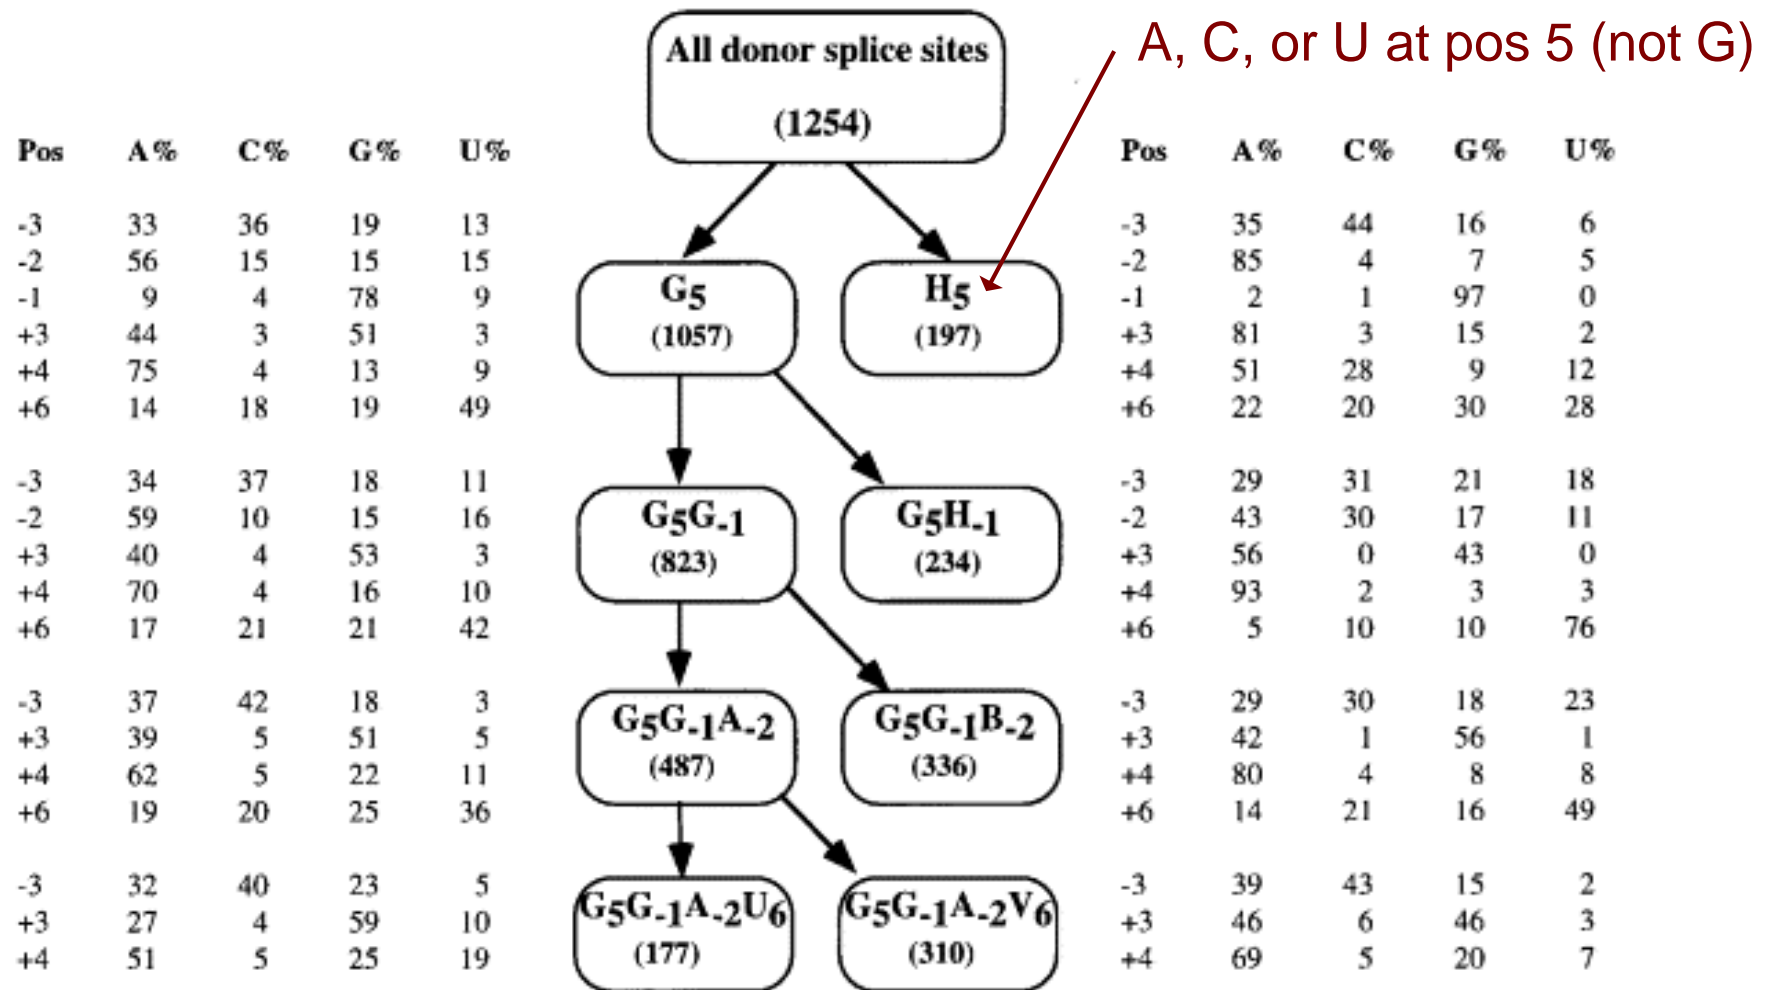 All donor splice sites
(1254)
A, C, or U at pos 5 (not G)
Pos A% C% G% U%
-3 33 36 19 13
-2 56 15 15 15
-1 9 4 78 9
+3 44 3 51 3
+4 75 4 13 9
+6 14 18 19 49
G5
(1057)
H5
(197)
Pos A% C% G% U%
-3 35 44 16 6
-2 85 4 7 5
-1 2 1 97 0
+3 81 3 15 2
+4 51 28 9 12
+6 22 20 30 28
-3 34 37 18 11
-2 59 10 15 16
+3 40 4 53 3
+4 70 4 16 10
+6 17 21 21 42
G5G-1
(823)
G5H-1
(234)
-3 29 31 21 18
-2 43 30 17 11
+3 56 0 43 0
+4 93 2 3 3
+6 5 10 10 76
-3 37 42 18 3
+3 39 5 51 5
+4 62 5 22 11
+6 19 20 25 36
G5G-1A-2
(487)
G5G-1B-2
(336)
-3 29 30 18 23
+3 42 1 56 1
+4 80 4 8 8
+6 14 21 16 49
-3 32 40 23 5
+3 27 4 59 10
+4 51 5 25 19
G5G-1A-2U6
(177)
G5G-1A-2V6
(310)
-3 39 43 15 2
+3 46 6 46 3
+4 69 5 20 7